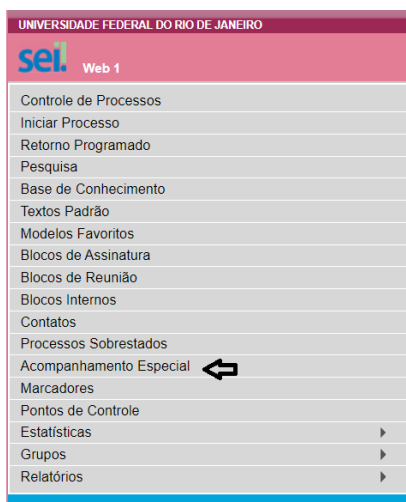 UNIVERSIDADE FEDERAL DO RIO DE JANEIRO
sei! Web 1
Controle de Processos
Iniciar Processo
Retorno Programado
Pesquisa
Base de Conhecimento
Textos Padrão
Modelos Favoritos
Blocos de Assinatura
Blocos de Reunião
Blocos Internos
Contatos
Processos Sobrestados
Acompanhamento Especial
Marcadores
Pontos de Controle
Estatísticas
Grupos
Relatórios